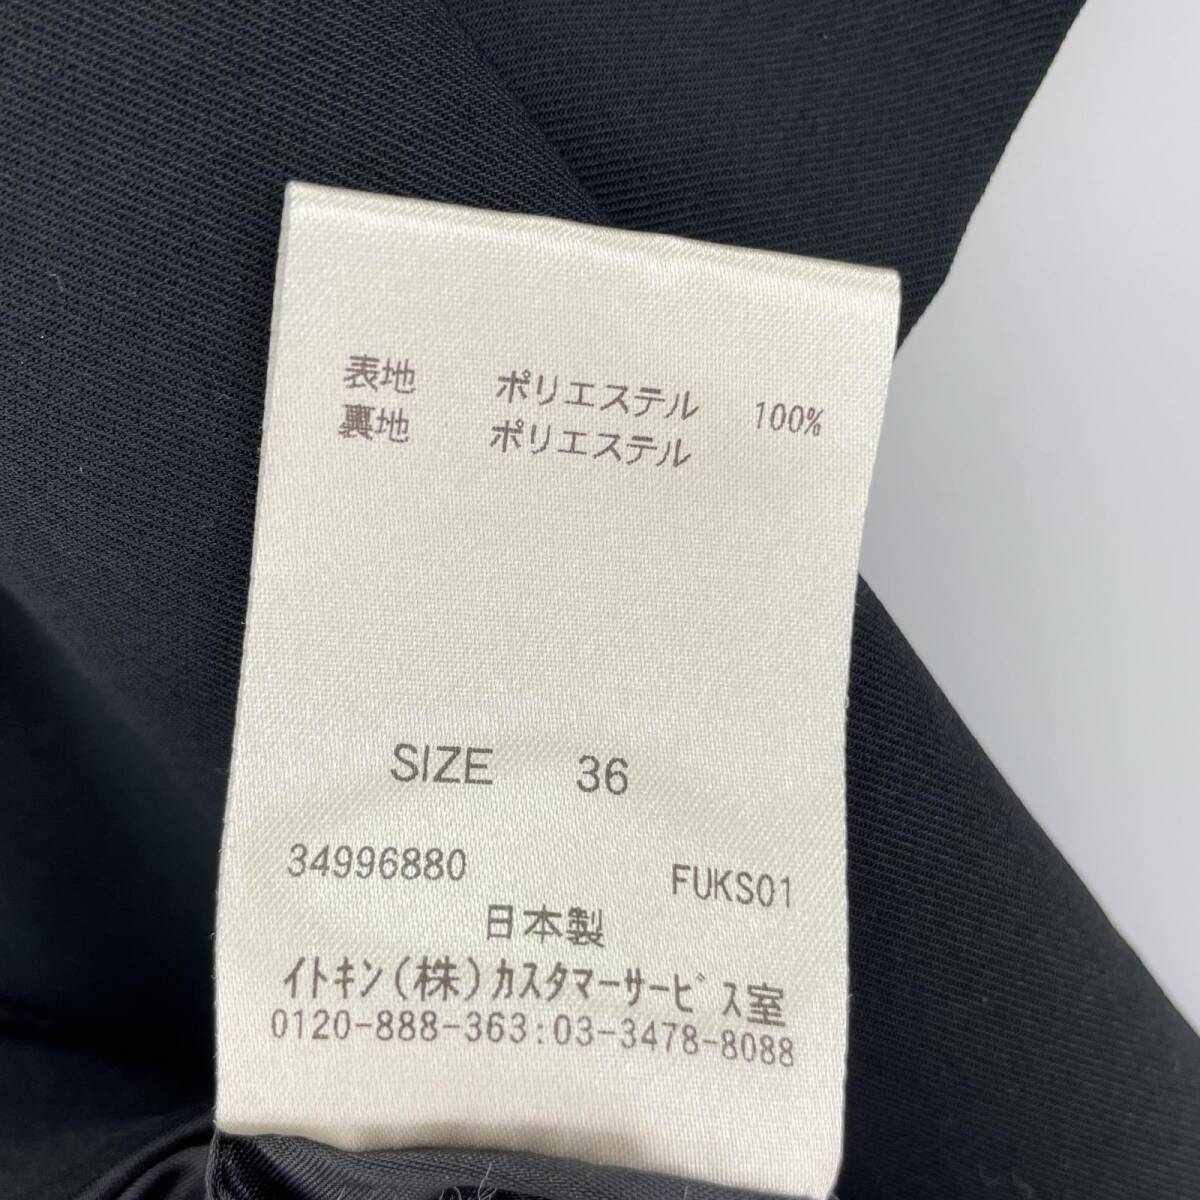 表地 ポリエステル 100%
裏地 ポリエステル
SIZE 36
34996880 FUKS01
日本製
イトキン(株)カスタマーサービス室
0120-888-363:03-3478-8088